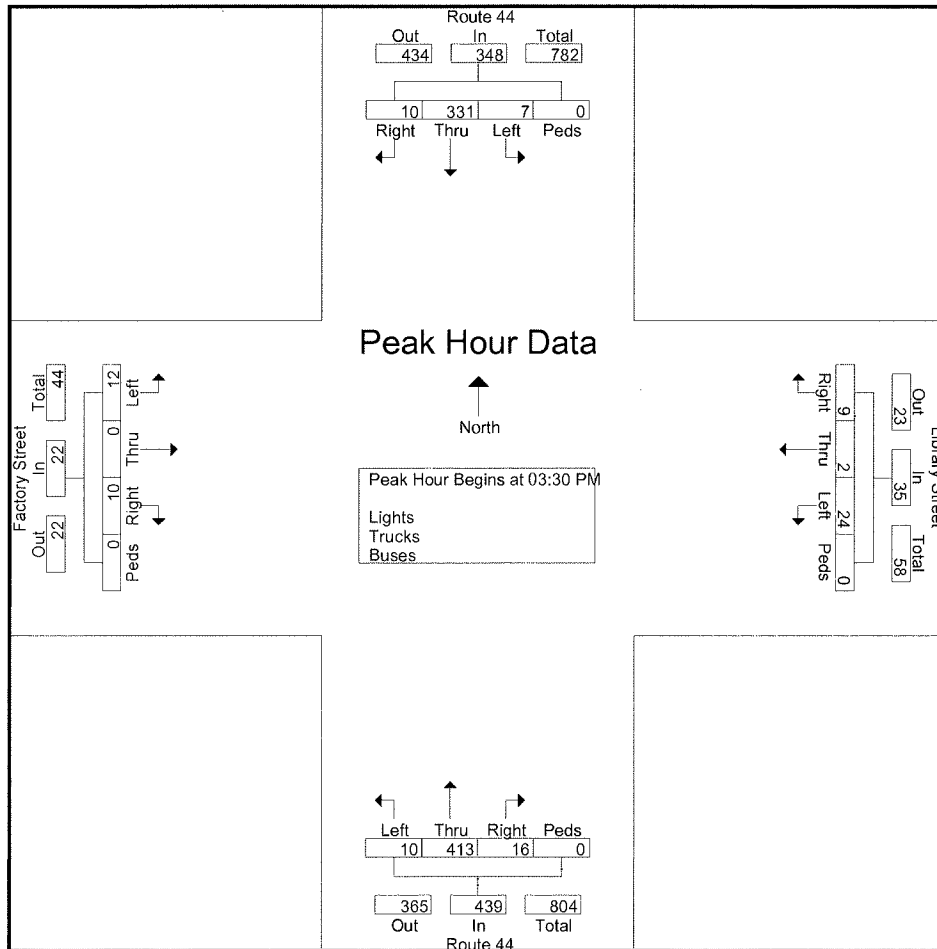 Route 44
Out In Total
434 348 782
10 331 7 0
Right Thru Left Peds
Peak Hour Data
North
Peak Hour Begins at 03:30 PM
Lights
Trucks
Buses
Factory Street
Out In Total
22 22 44
0 10 0 12
Peds Right Thru Left
Library Street
Out In Total
23 35 58
Right Thru Left Peds
9 2 24 0
Left Thru Right Peds
10 413 16 0
365 439 804
Out In Total
Route 44